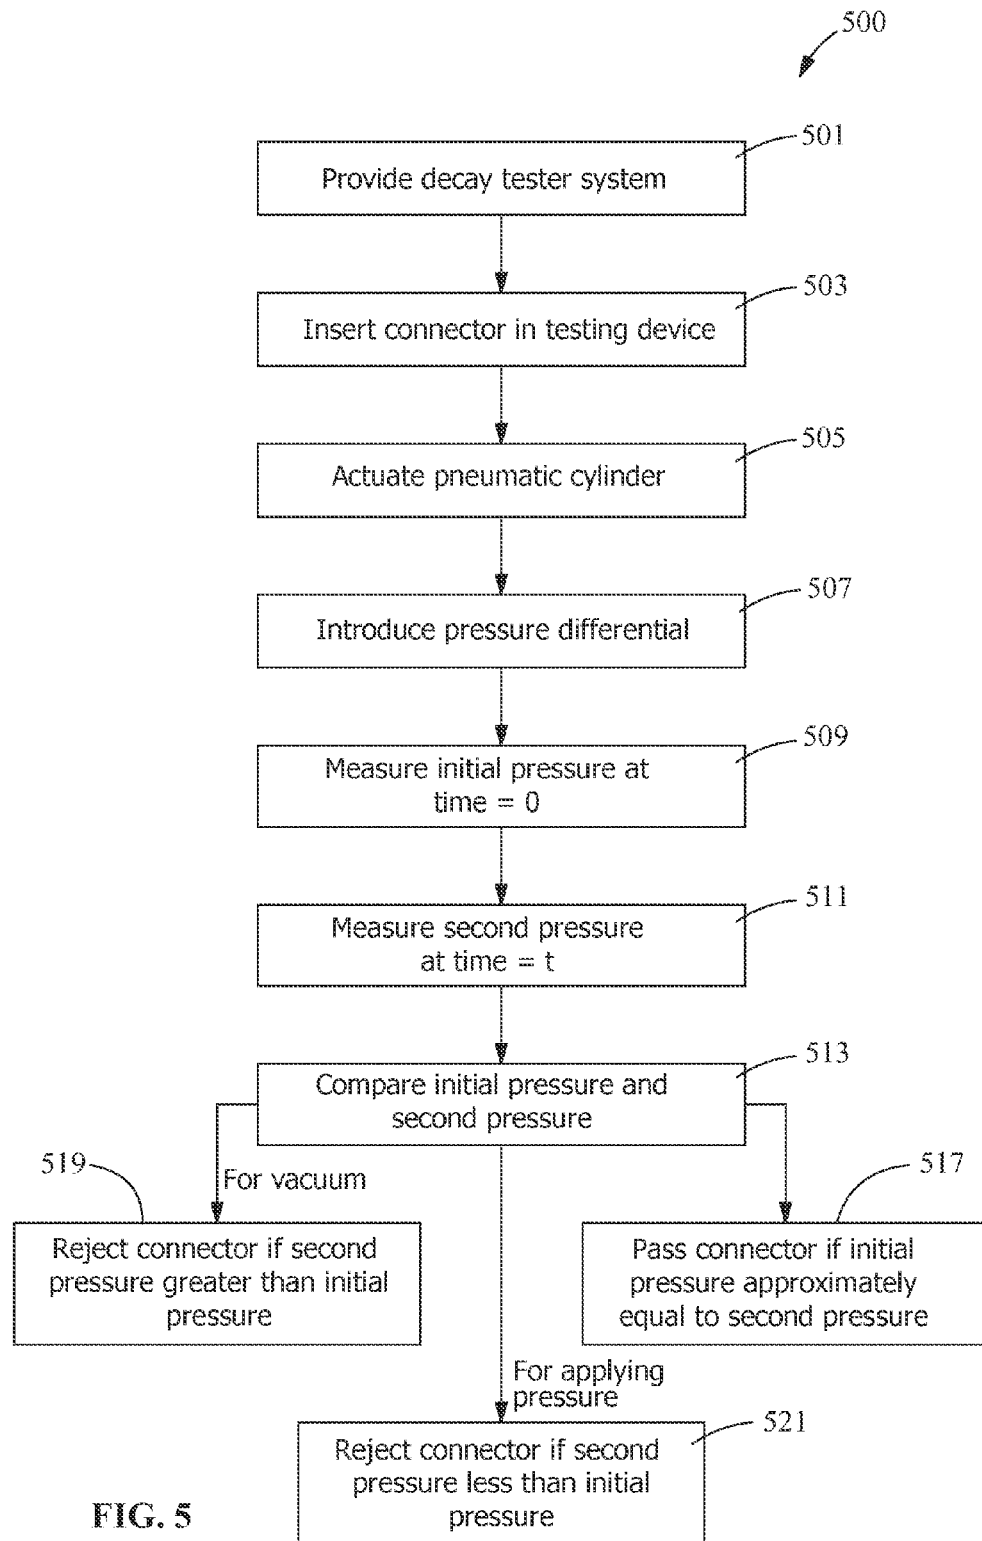 500
501
Provide decay tester system
503
Insert connector in testing device
505
Actuate pneumatic cylinder
507
Introduce pressure differential
509
Measure initial pressure at
time = 0
511
Measure second pressure
at time = t
513
Compare initial pressure and
second pressure
519
For vacuum
517
Reject connector if second
pressure greater than initial
pressure
Pass connector if initial
pressure approximately
equal to second pressure
For applying
pressure
521
Reject connector if second
pressure less than initial
pressure
FIG. 5